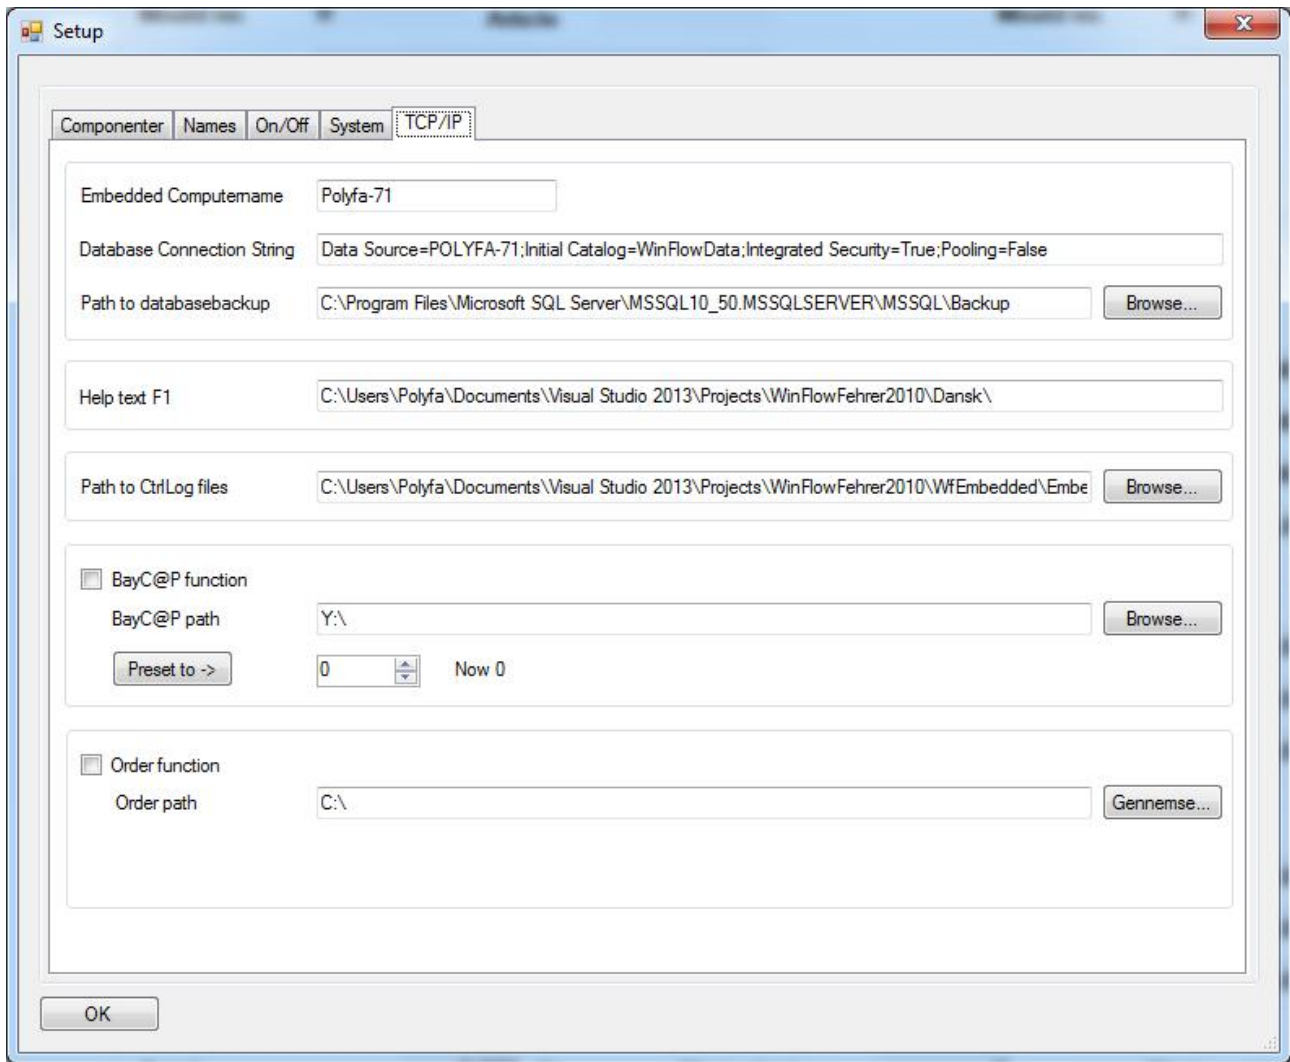 Setup
Componenter Names On/Off System TCP/IP
Embedded Computername Polyfa-71
Database Connection String Data Source=POLYFA-71;Initial Catalog=WinFlowData;Integrated Security=True;Pooling=False
Path to databasebackup C:\Program Files\Microsoft SQL Server\MSSQL10_50.MSSQLSERVER\MSSQL\Backup Browse...
Help text F1 C:\Users\Polyfa\Documents\Visual Studio 2013\Projects\WinFlowFehrer2010\Dansk\
Path to CtrlLog files C:\Users\Polyfa\Documents\Visual Studio 2013\Projects\WinFlowFehrer2010\WfEmbedded\Embe Browse...
BayC@P function
BayC@P path Y:\ Browse...
Preset to -> 0 Now 0
Order function
Order path C:\ Gennemse...
OK